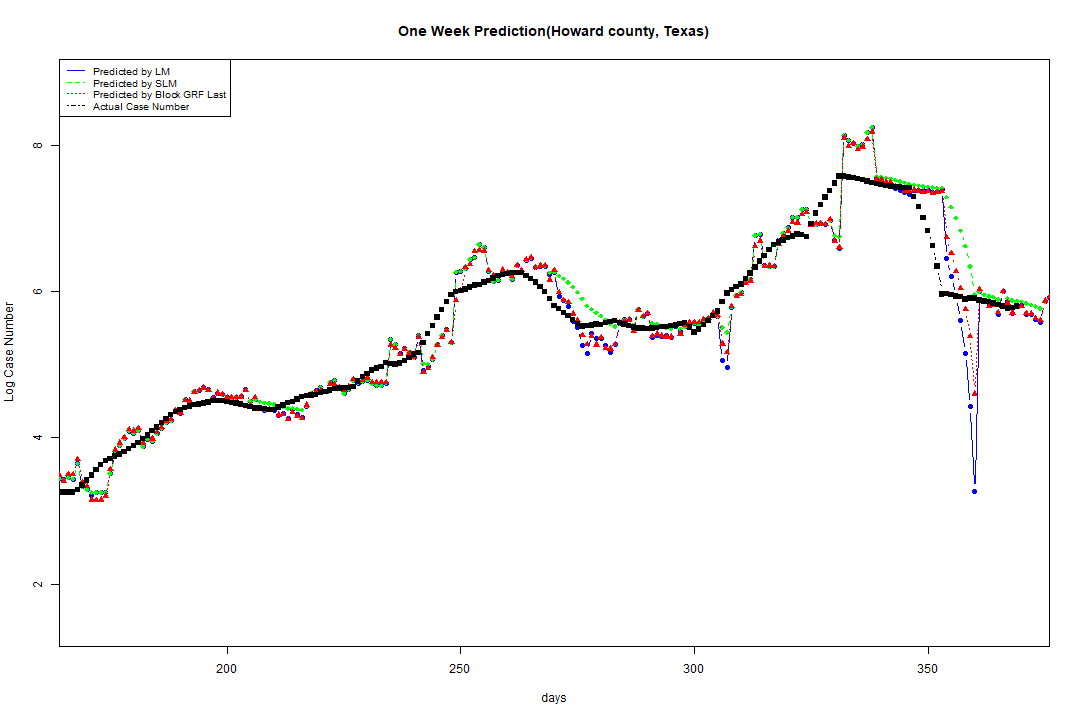 One Week Prediction(Howard county, Texas)
Predicted by LM
Predicted by SLM
Predicted by Block GRF Last
Actual Case Number
8
6
4
2
Log Case Number
200 250 300 350
days